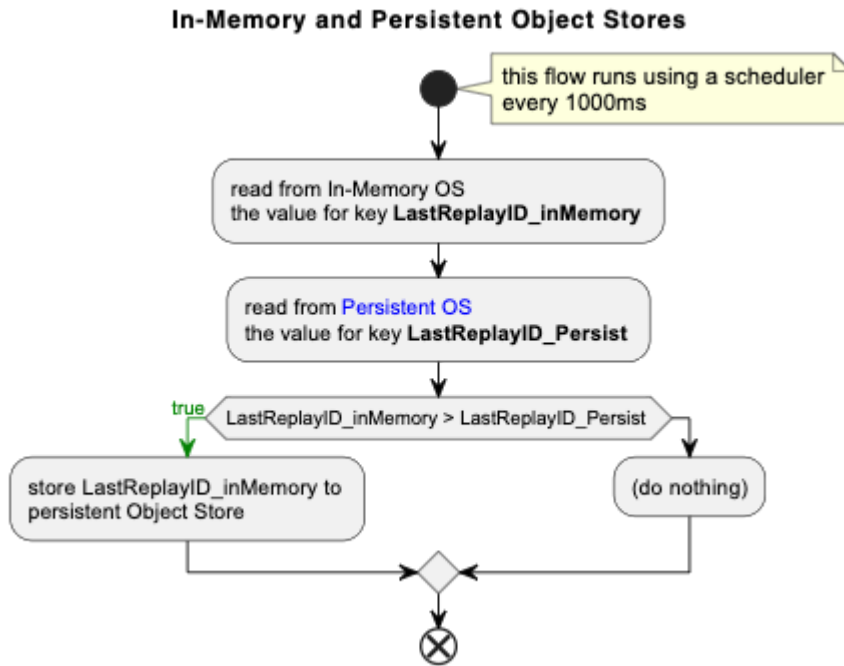 In-Memory and Persistent Object Stores
this flow runs using a scheduler
every 1000ms
read from In-Memory OS
the value for key LastReplayID_inMemory
read from Persistent OS
the value for key LastReplayID_Persist
true
LastReplayID_inMemory > LastReplayID_Persist
store LastReplayID_inMemory to
persistent Object Store
(do nothing)